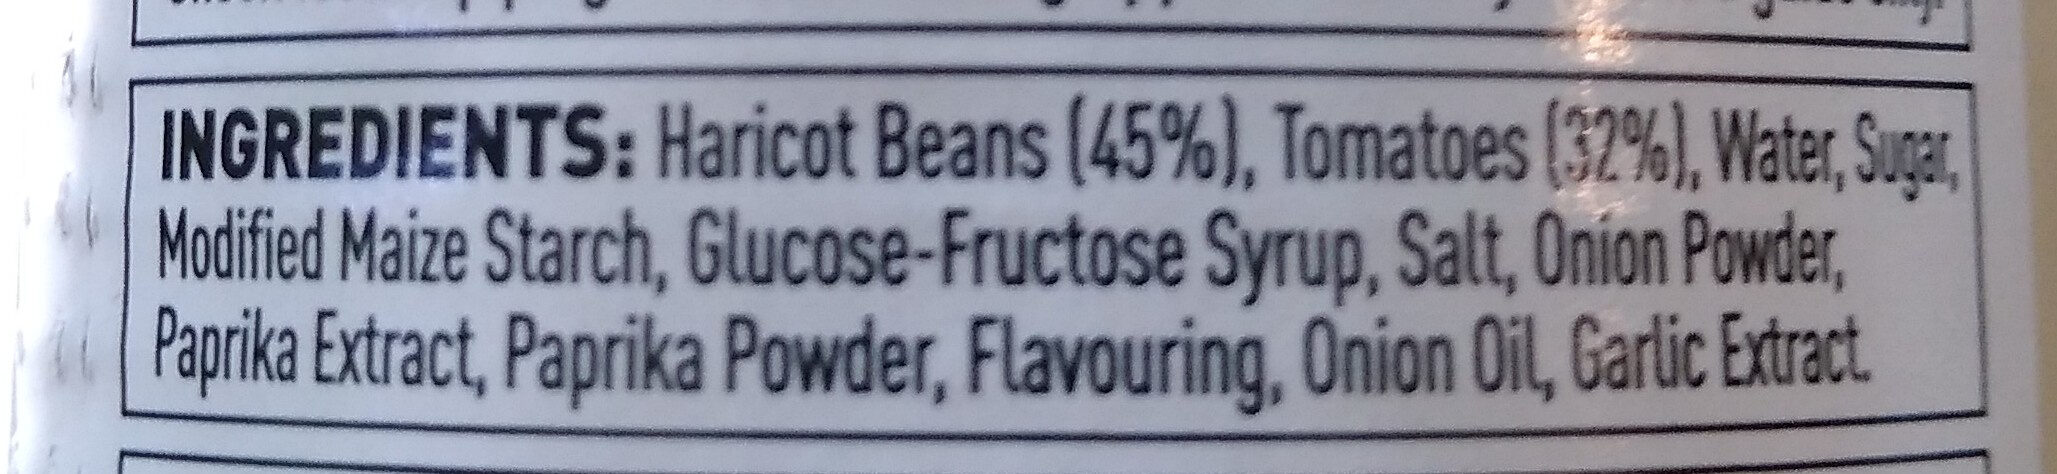 INGREDIENTS: Haricot Beans (45%), Tomatoes (32%), Water, Sugar,
Modified Maize Starch, Glucose-Fructose Syrup, Salt, Onion Powder,
Paprika Extract, Paprika Powder, Flavouring, Onion Oil, Garlic Extract.